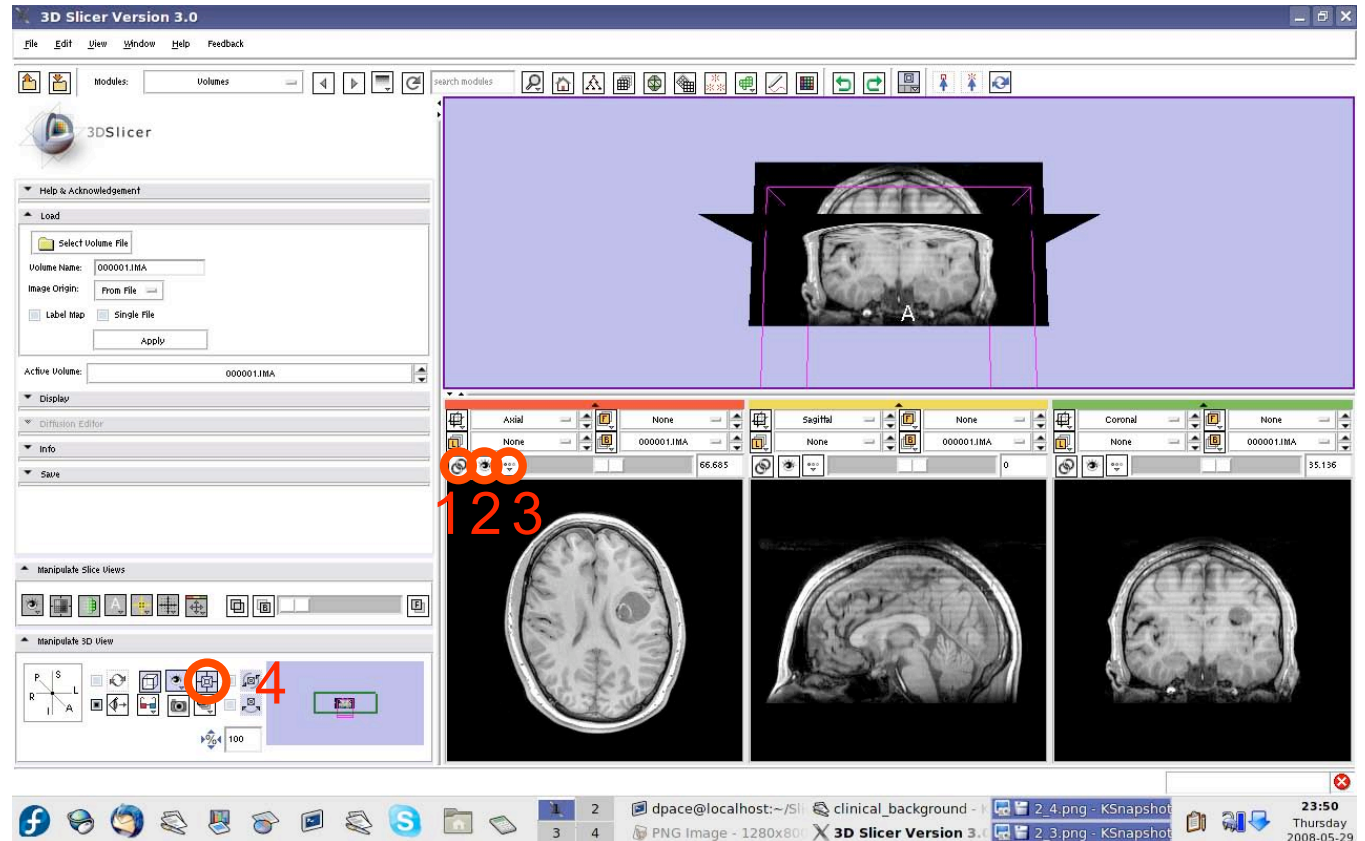 3D Slicer Version 3.0
File Edit View Window Help Feedback
Modules: Volumes search modules
3DSlicer
Help & Acknowledgement
Load
Select Volume File
Volume Name: 000001.IMA
Image Origin: From File
Label Map Single File
Apply
Active Volume: 000001.IMA
Display
Diffusion Editor
Info
Save
Manipulate Slice Views
Manipulate 3D View
P S
R L
I A
100
4
A
Axial F None
L None B 000001.IMA
66.685
1 2 3
Sagittal F None
L None B 000001.IMA
0
Coronal F None
L None B 000001.IMA
35.136
1 2
3 4
dpace@localhost:~/Sli
PNG Image - 1280x800
clinical_background -
3D Slicer Version 3.
2_4.png - KSnapshot
2_3.png - KSnapshot
23:50
Thursday
2008-05-29